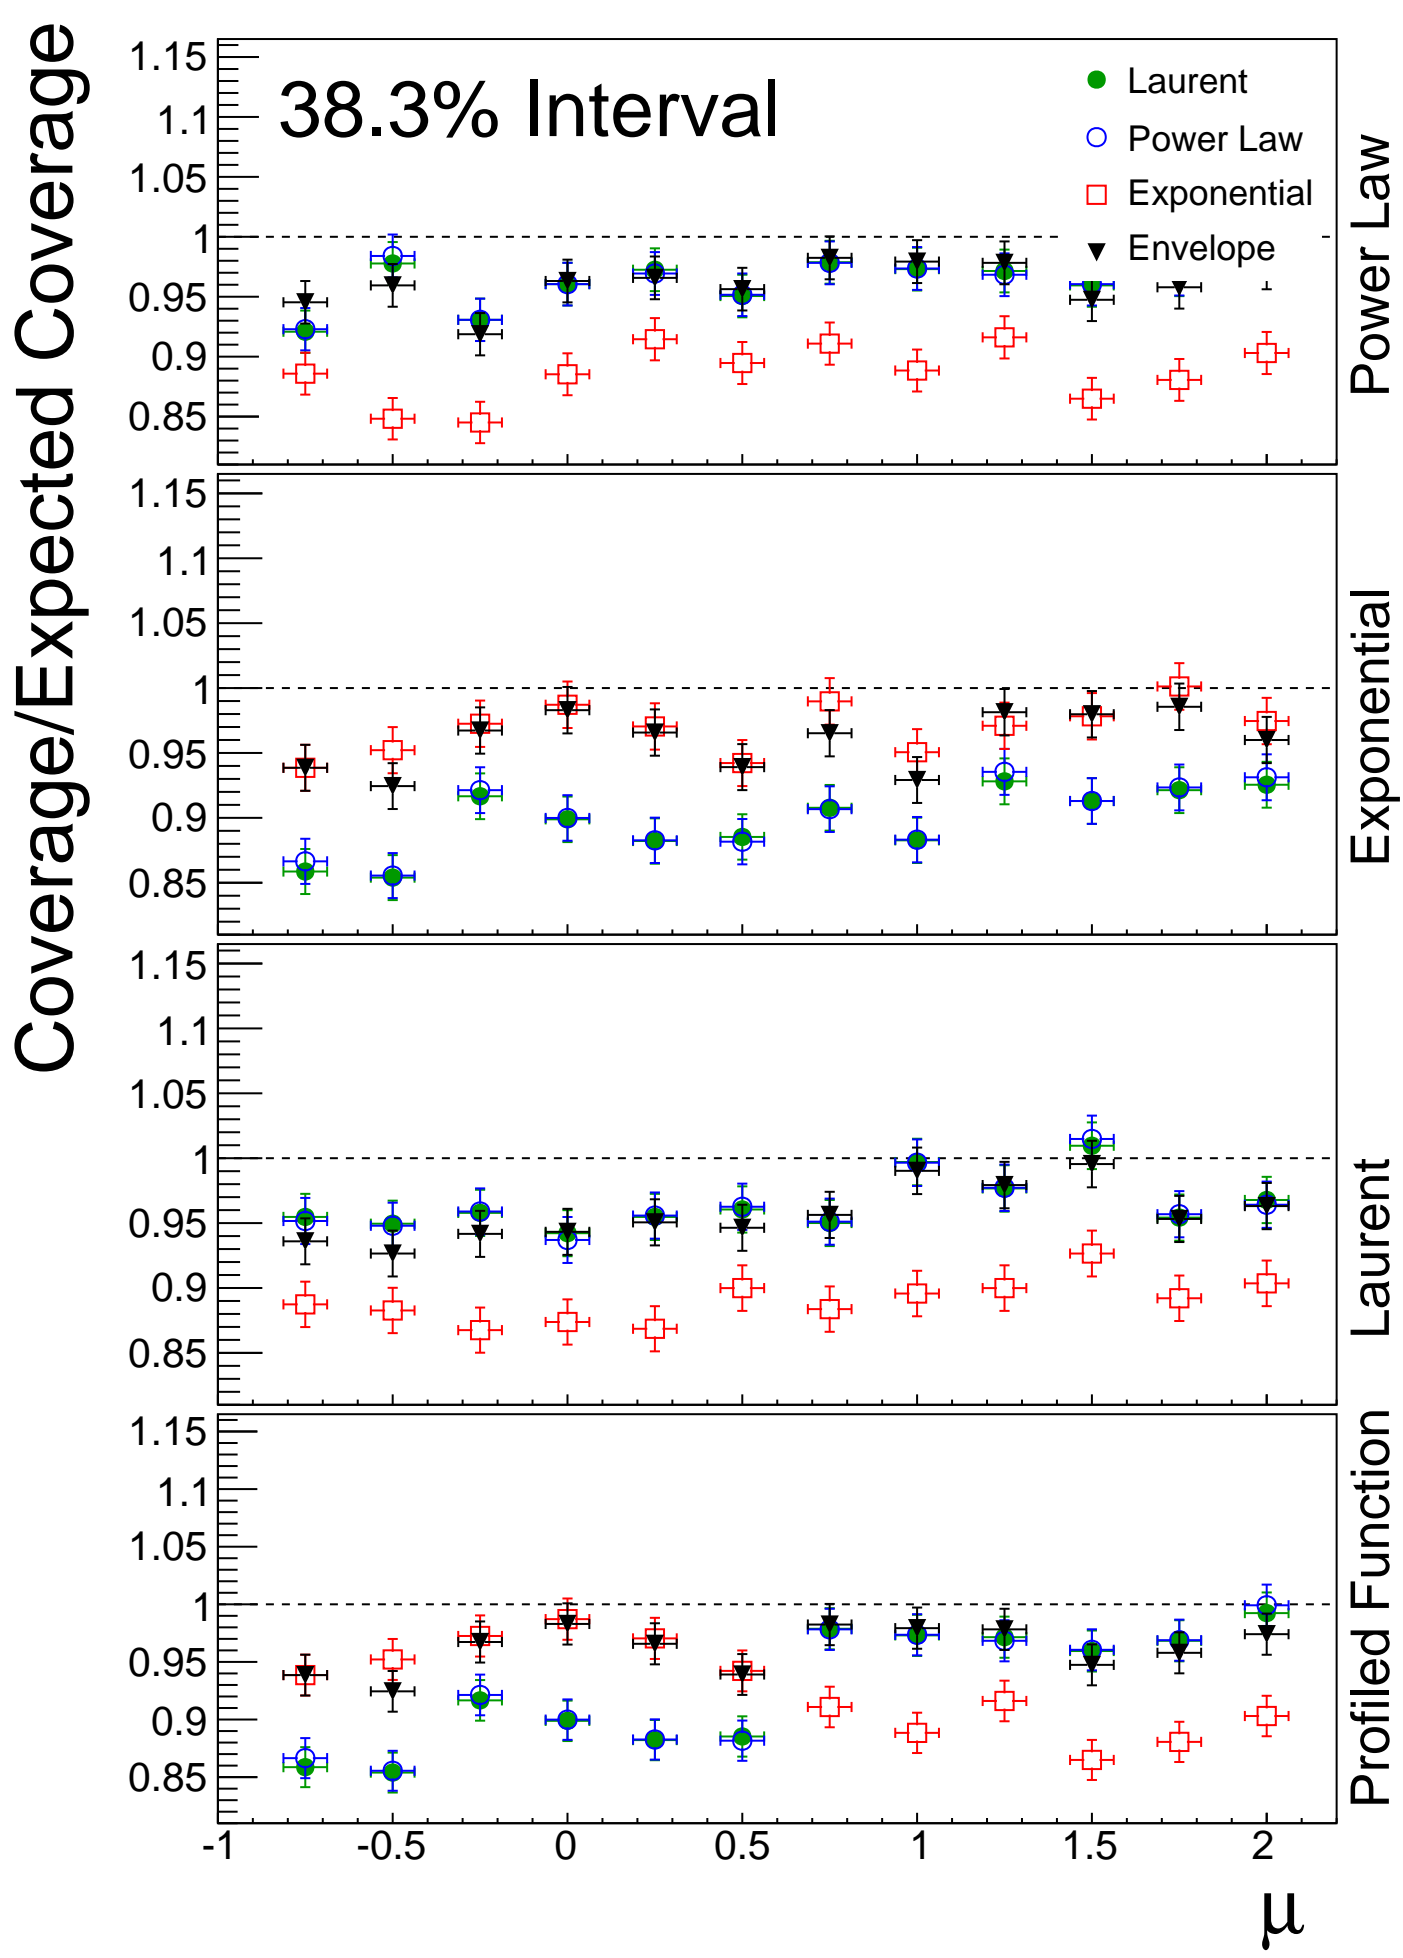 Coverage/Expected Coverage
38.3% Interval
Laurent
Power Law
Exponential
Envelope
1.15
1.1
1.05
1
0.95
0.9
0.85
Power Law
1.15
1.1
1.05
1
0.95
0.9
0.85
Exponential
1.15
1.1
1.05
1
0.95
0.9
0.85
Laurent
1.15
1.1
1.05
1
0.95
0.9
0.85
Profiled Function
-1 -0.5 0 0.5 1 1.5 2
μ